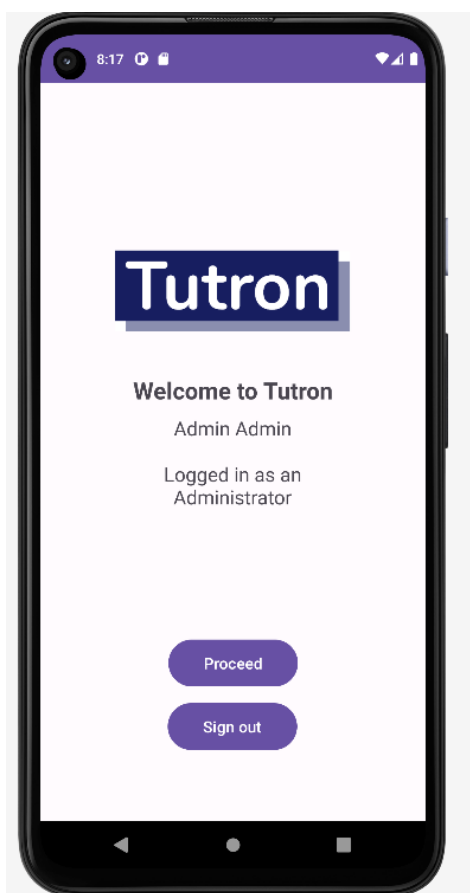 8:17
Tutron
Welcome to Tutron
Admin Admin
Logged in as an
Administrator
Proceed
Sign out